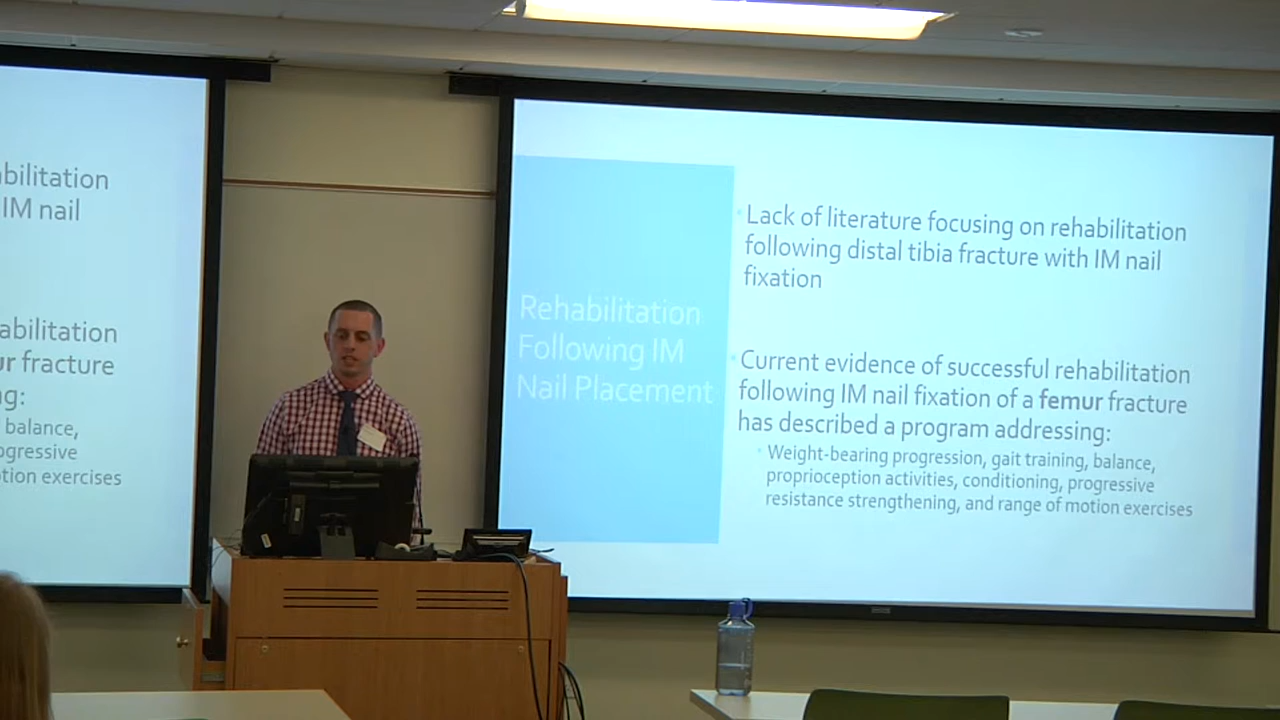 bilitation
IM nail
abilitation
ur fracture
g:
balance,
ogressive
otion exercises
Rehabilitation
Following IM
Nail Placement
Lack of literature focusing on rehabilitation
following distal tibia fracture with IM nail
fixation
Current evidence of successful rehabilitation
following IM nail fixation of a femur fracture
has described a program addressing:
Weight-bearing progression, gait training, balance,
proprioception activities, conditioning, progressive
resistance strengthening, and range of motion exercises